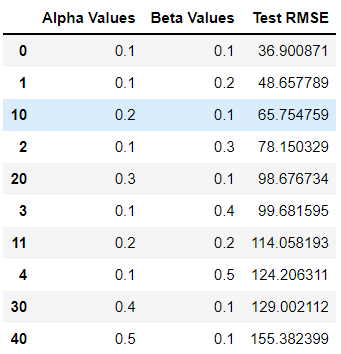 Alpha Values Beta Values Test RMSE
0 0.1 0.1 36.900871
1 0.1 0.2 48.657789
10 0.2 0.1 65.754759
2 0.1 0.3 78.150329
20 0.3 0.1 98.676734
3 0.1 0.4 99.681595
11 0.2 0.2 114.058193
4 0.1 0.5 124.206311
30 0.4 0.1 129.002112
40 0.5 0.1 155.382399